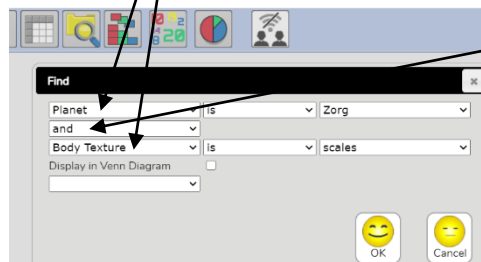 Find
Planet is Zorg
and
Body Texture is scales
Display in Venn Diagram
OK Cancel